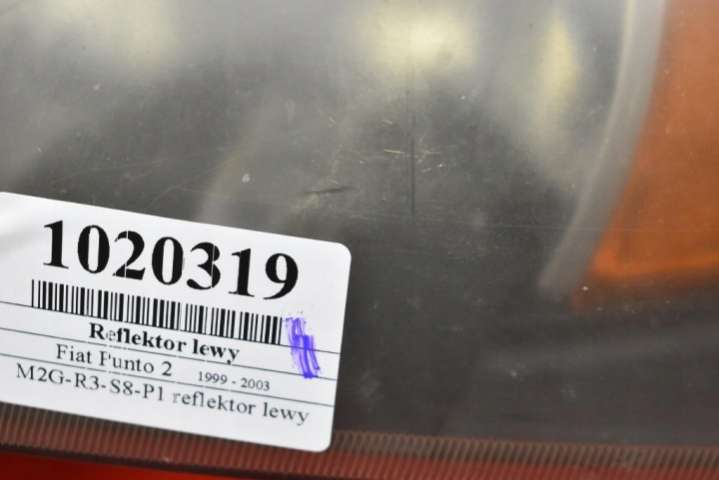 1020319
Reflektor lewy
Fiat Punto 2 1999 - 2003
M2G-R3-S8-P1 reflektor lewy